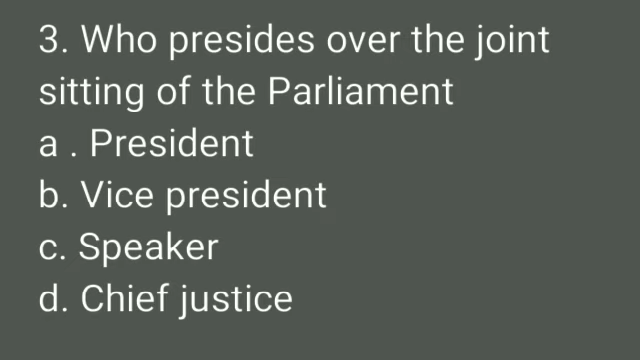 3. Who presides over the joint
sitting of the Parliament
a . President
b. Vice president
c. Speaker
d. Chief justice